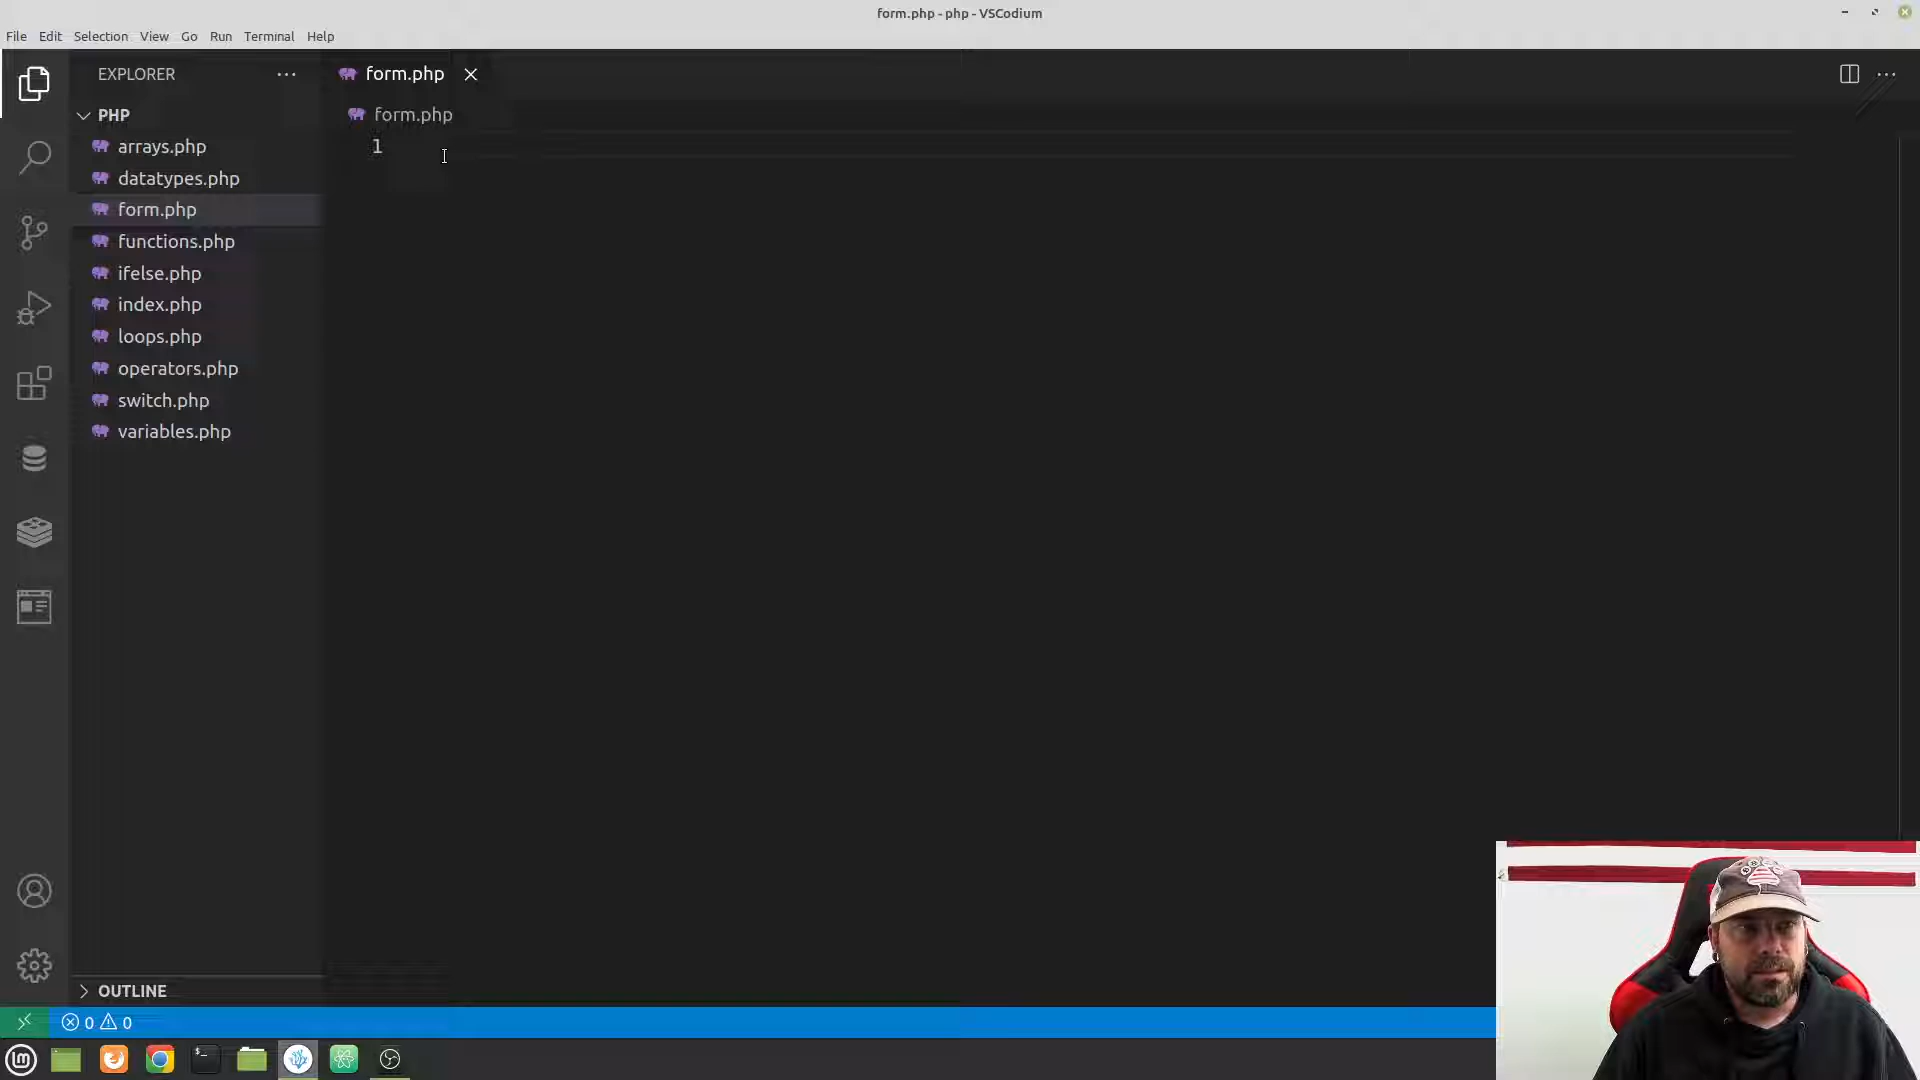 form.php - php - VSCodium
File Edit Selection View Go Run Terminal Help
EXPLORER
form.php
PHP
form.php
arrays.php
1
datatypes.php
form.php
functions.php
ifelse.php
index.php
loops.php
operators.php
switch.php
variables.php
OUTLINE
0 0